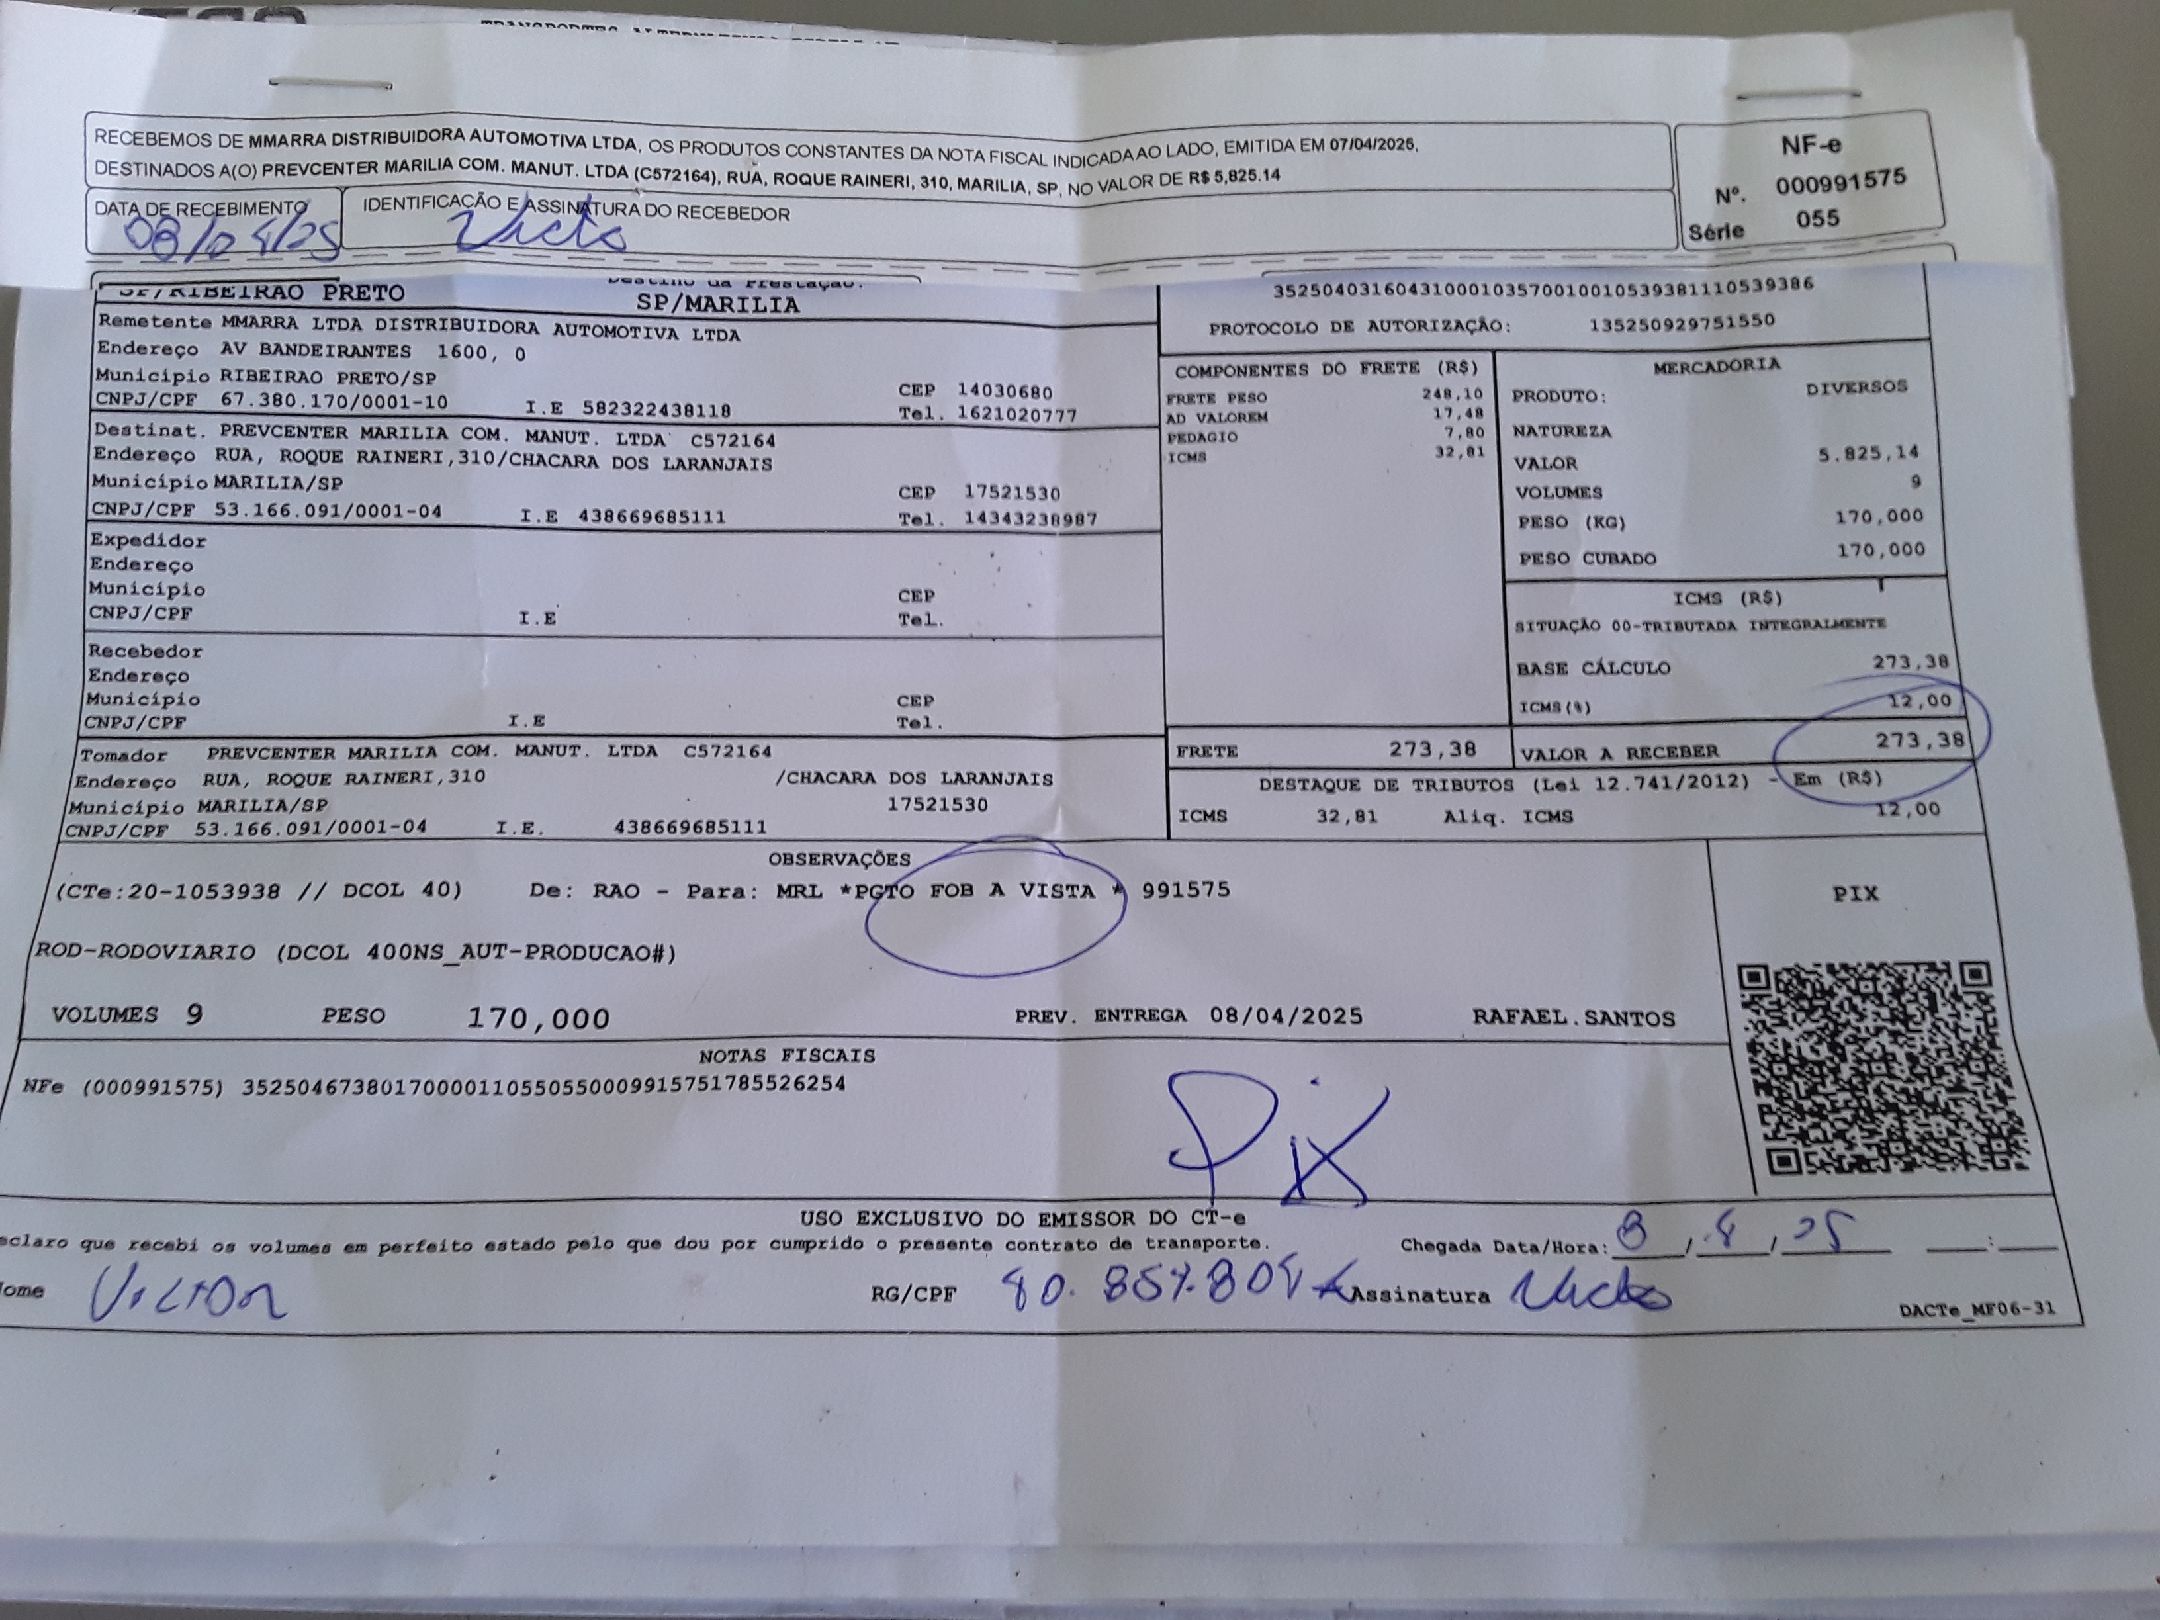 RECEBEMOS DE MMARRA DISTRIBUIDORA AUTOMOTIVA LTDA, OS PRODUTOS CONSTANTES DA NOTA FISCAL INDICADA AO LADO, EMITIDA EM 07/04/2025,
DESTINADOS A(O) PREVCENTER MARILIA COM. MANUT. LTDA (C572164), RUA, ROQUE RAINERI, 310, MARILIA, SP, NO VALOR DE R$ 5,825.14
NF-e
Nº. 000991575
Série 055
DATA DE RECEBIMENTO IDENTIFICAÇÃO E ASSINATURA DO RECEBEDOR
08/04/25
SP/RIBEIRAO PRETO
Destino da Prestação:
SP/MARILIA
Remetente MMARRA LTDA DISTRIBUIDORA AUTOMOTIVA LTDA
Endereço AV BANDEIRANTES 1600, 0
Município RIBEIRAO PRETO/SP CEP 14030680
CNPJ/CPF 67.380.170/0001-10 I.E 582322438118 Tel. 1621020777
Destinat. PREVCENTER MARILIA COM. MANUT. LTDA C572164
Endereço RUA, ROQUE RAINERI,310/CHACARA DOS LARANJAIS
Município MARILIA/SP CEP 17521530
CNPJ/CPF 53.166.091/0001-04 I.E 438669685111 Tel. 14343238987
Expedidor
Endereço
Município CEP
CNPJ/CPF I.E Tel.
Recebedor
Endereço
Município CEP
CNPJ/CPF I.E Tel.
Tomador PREVCENTER MARILIA COM. MANUT. LTDA C572164
Endereço RUA, ROQUE RAINERI,310 /CHACARA DOS LARANJAIS
Município MARILIA/SP 17521530
CNPJ/CPF 53.166.091/0001-04 I.E. 438669685111
35250403160431000103570010010539381110539386
PROTOCOLO DE AUTORIZAÇÃO: 135250929751550
COMPONENTES DO FRETE (R$)
FRETE PESO 248,10
AD VALOREM 17,48
PEDAGIO 7,80
ICMS 32,81
MERCADORIA
PRODUTO: DIVERSOS
NATUREZA
VALOR 5.825,14
VOLUMES 9
PESO (KG) 170,000
PESO CUBADO 170,000
ICMS (R$)
SITUAÇÃO 00-TRIBUTADA INTEGRALMENTE
BASE CÁLCULO 273,38
ICMS(%) 12,00
FRETE 273,38 VALOR A RECEBER 273,38
DESTAQUE DE TRIBUTOS (Lei 12.741/2012) - Em (R$)
ICMS 32,81 Aliq. ICMS 12,00
OBSERVAÇÕES
(CTe:20-1053938 // DCOL 40) De: RAO - Para: MRL *PGTO FOB A VISTA * 991575
ROD-RODOVIARIO (DCOL 400NS_AUT-PRODUCAO#)
VOLUMES 9 PESO 170,000 PREV. ENTREGA 08/04/2025 RAFAEL.SANTOS
PIX
NOTAS FISCAIS
NFe (000991575) 35250467380170000110550550009915751785526254
Pix
USO EXCLUSIVO DO EMISSOR DO CT-e
eclaro que recebi os volumes em perfeito estado pelo que dou por cumprido o presente contrato de transporte. Chegada Data/Hora: 8 / 4 / 25 :
ome Victor RG/CPF Assinatura
DACTe_MF06-31